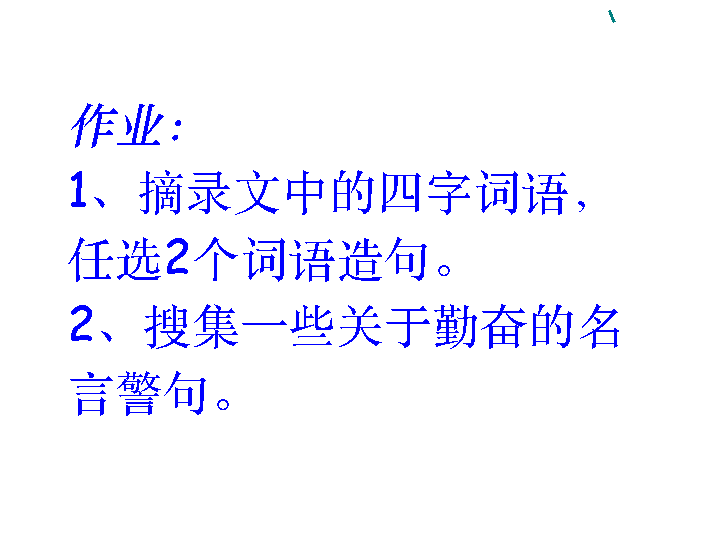 作业：
1、摘录文中的四字词语，
任选2个词语造句。
2、搜集一些关于勤奋的名
言警句。